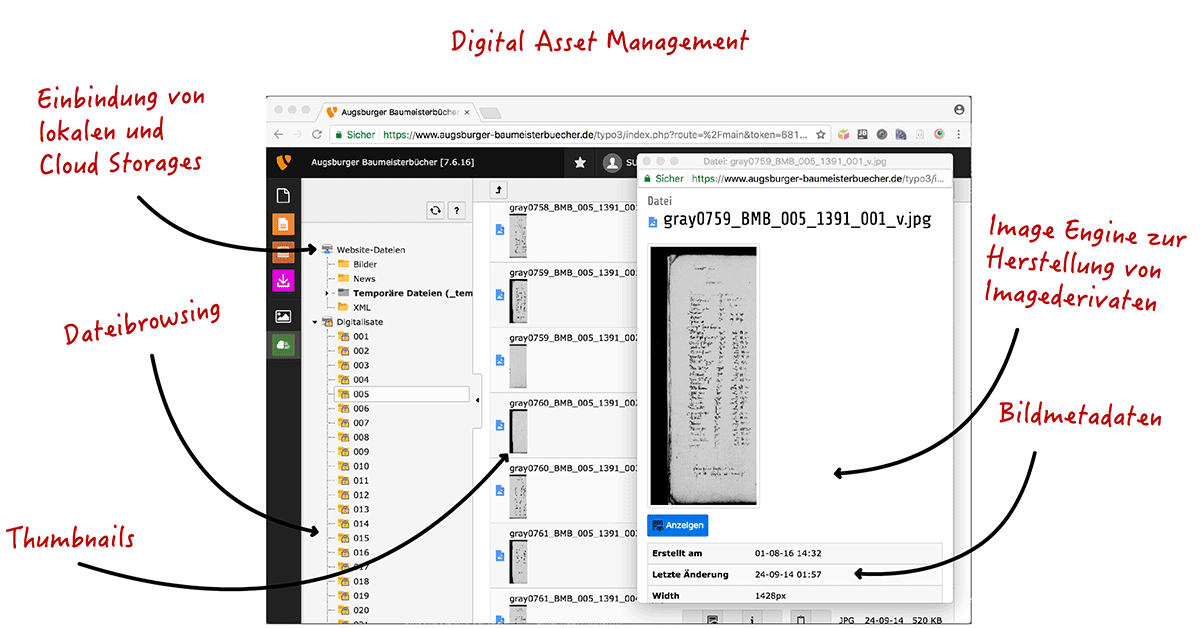 Digital Asset Management
Einbindung von
lokalen und
Cloud Storages
Dateibrowsing
Thumbnails
Image Engine zur
Herstellung von
Imagederivaten
Bildmetadaten
Augsburger Baumeisterbücher
Sicher https://www.augsburger-baumeisterbuecher.de/typo3/index.php?route=%2Fmain&token=681...
Augsburger Baumeisterbücher [7.6.16]
SU
?
Website-Dateien
Bilder
News
Temporäre Dateien (_tem
XML
Digitalisate
001
002
003
004
005
006
007
008
009
010
011
012
013
014
015
016
017
018
019
020
021
gray0758_BMB_005_1391_00
gray0759_BMB_005_1391_00
gray0759_BMB_005_1391_00
gray0760_BMB_005_1391_00
gray0760_BMB_005_1391_00
gray0761_BMB_005_1391_00
gray0761_BMB_005_1391_00
Datei: gray0759_BMB_005_1391_001_v.jpg
Sicher https://www.augsburger-baumeisterbuecher.de/typo3/i...
Datei
gray0759_BMB_005_1391_001_v.jpg
Anzeigen
Erstellt am 01-08-16 14:32
Letzte Änderung 24-09-14 01:57
Width 1428px
JPG 24-09-14 520 KB